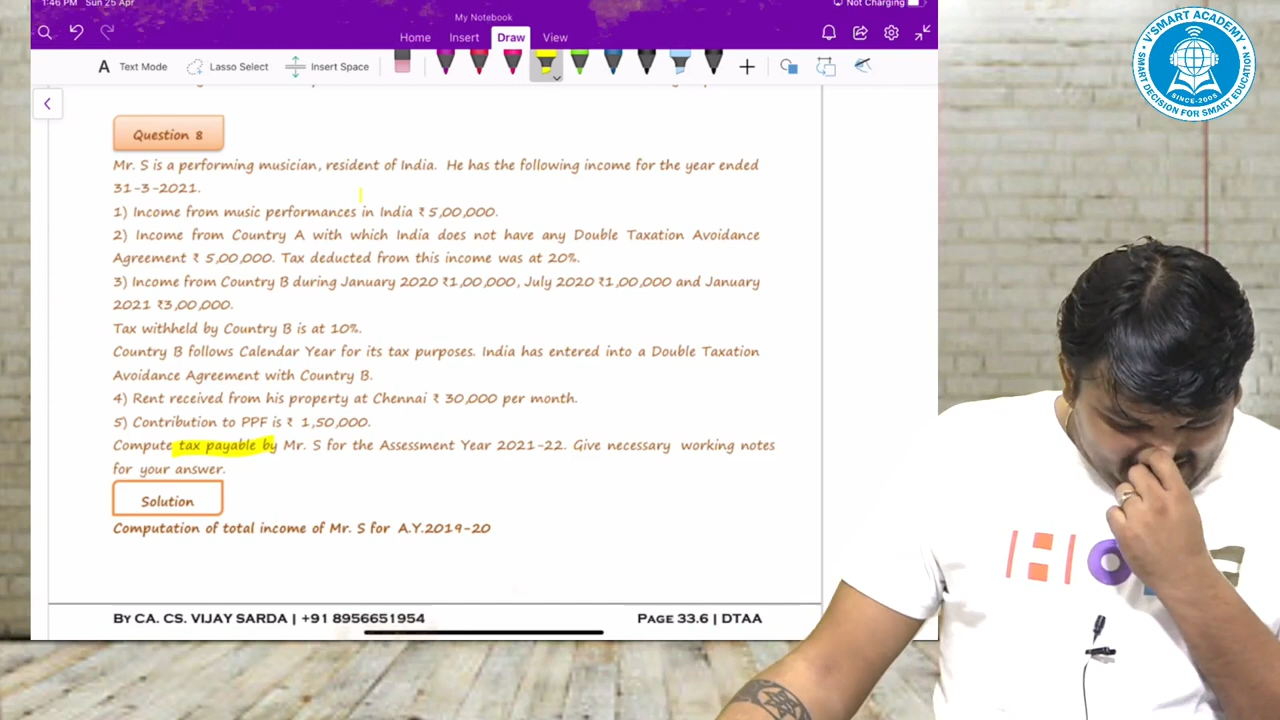 1:46 PM Sun 25 Apr
Not Charging
My Notebook
Home Insert Draw View
Text Mode Lasso Select Insert Space
V'SMART ACADEMY
SINCE-2005
SMART DECISION FOR SMART EDUCATION
Question 8
Mr. S is a performing musician, resident of India. He has the following income for the year ended
31-3-2021.
1) Income from music performances in India ₹ 5,00,000.
2) Income from Country A with which India does not have any Double Taxation Avoidance
Agreement ₹ 5,00,000. Tax deducted from this income was at 20%.
3) Income from Country B during January 2020 ₹1,00,000, July 2020 ₹1,00,000 and January
2021 ₹3,00,000.
Tax withheld by Country B is at 10%.
Country B follows Calendar Year for its tax purposes. India has entered into a Double Taxation
Avoidance Agreement with Country B.
4) Rent received from his property at Chennai ₹ 30,000 per month.
5) Contribution to PPF is ₹ 1,50,000.
Compute tax payable by Mr. S for the Assessment Year 2021-22. Give necessary working notes
for your answer.
Solution
Computation of total income of Mr. S for A.Y.2019-20
BY CA. CS. VIJAY SARDA | +91 8956651954
PAGE 33.6 | DTAA